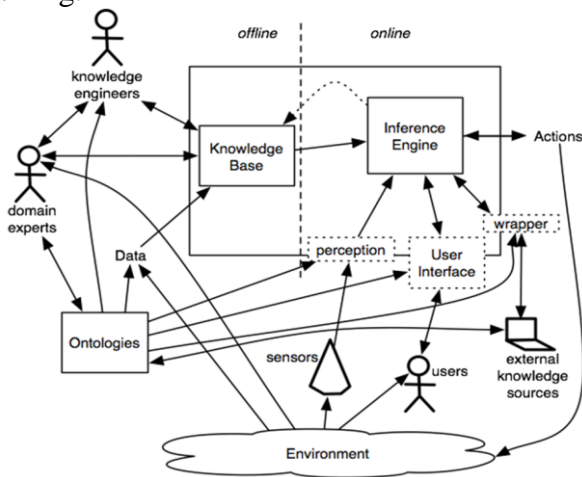 offline
online
knowledge
engineers
Knowledge
Base
Inference
Engine
Actions
domain
experts
wrapper
Data
perception
User
Interface
Ontologies
sensors
users
external
knowledge
sources
Environment